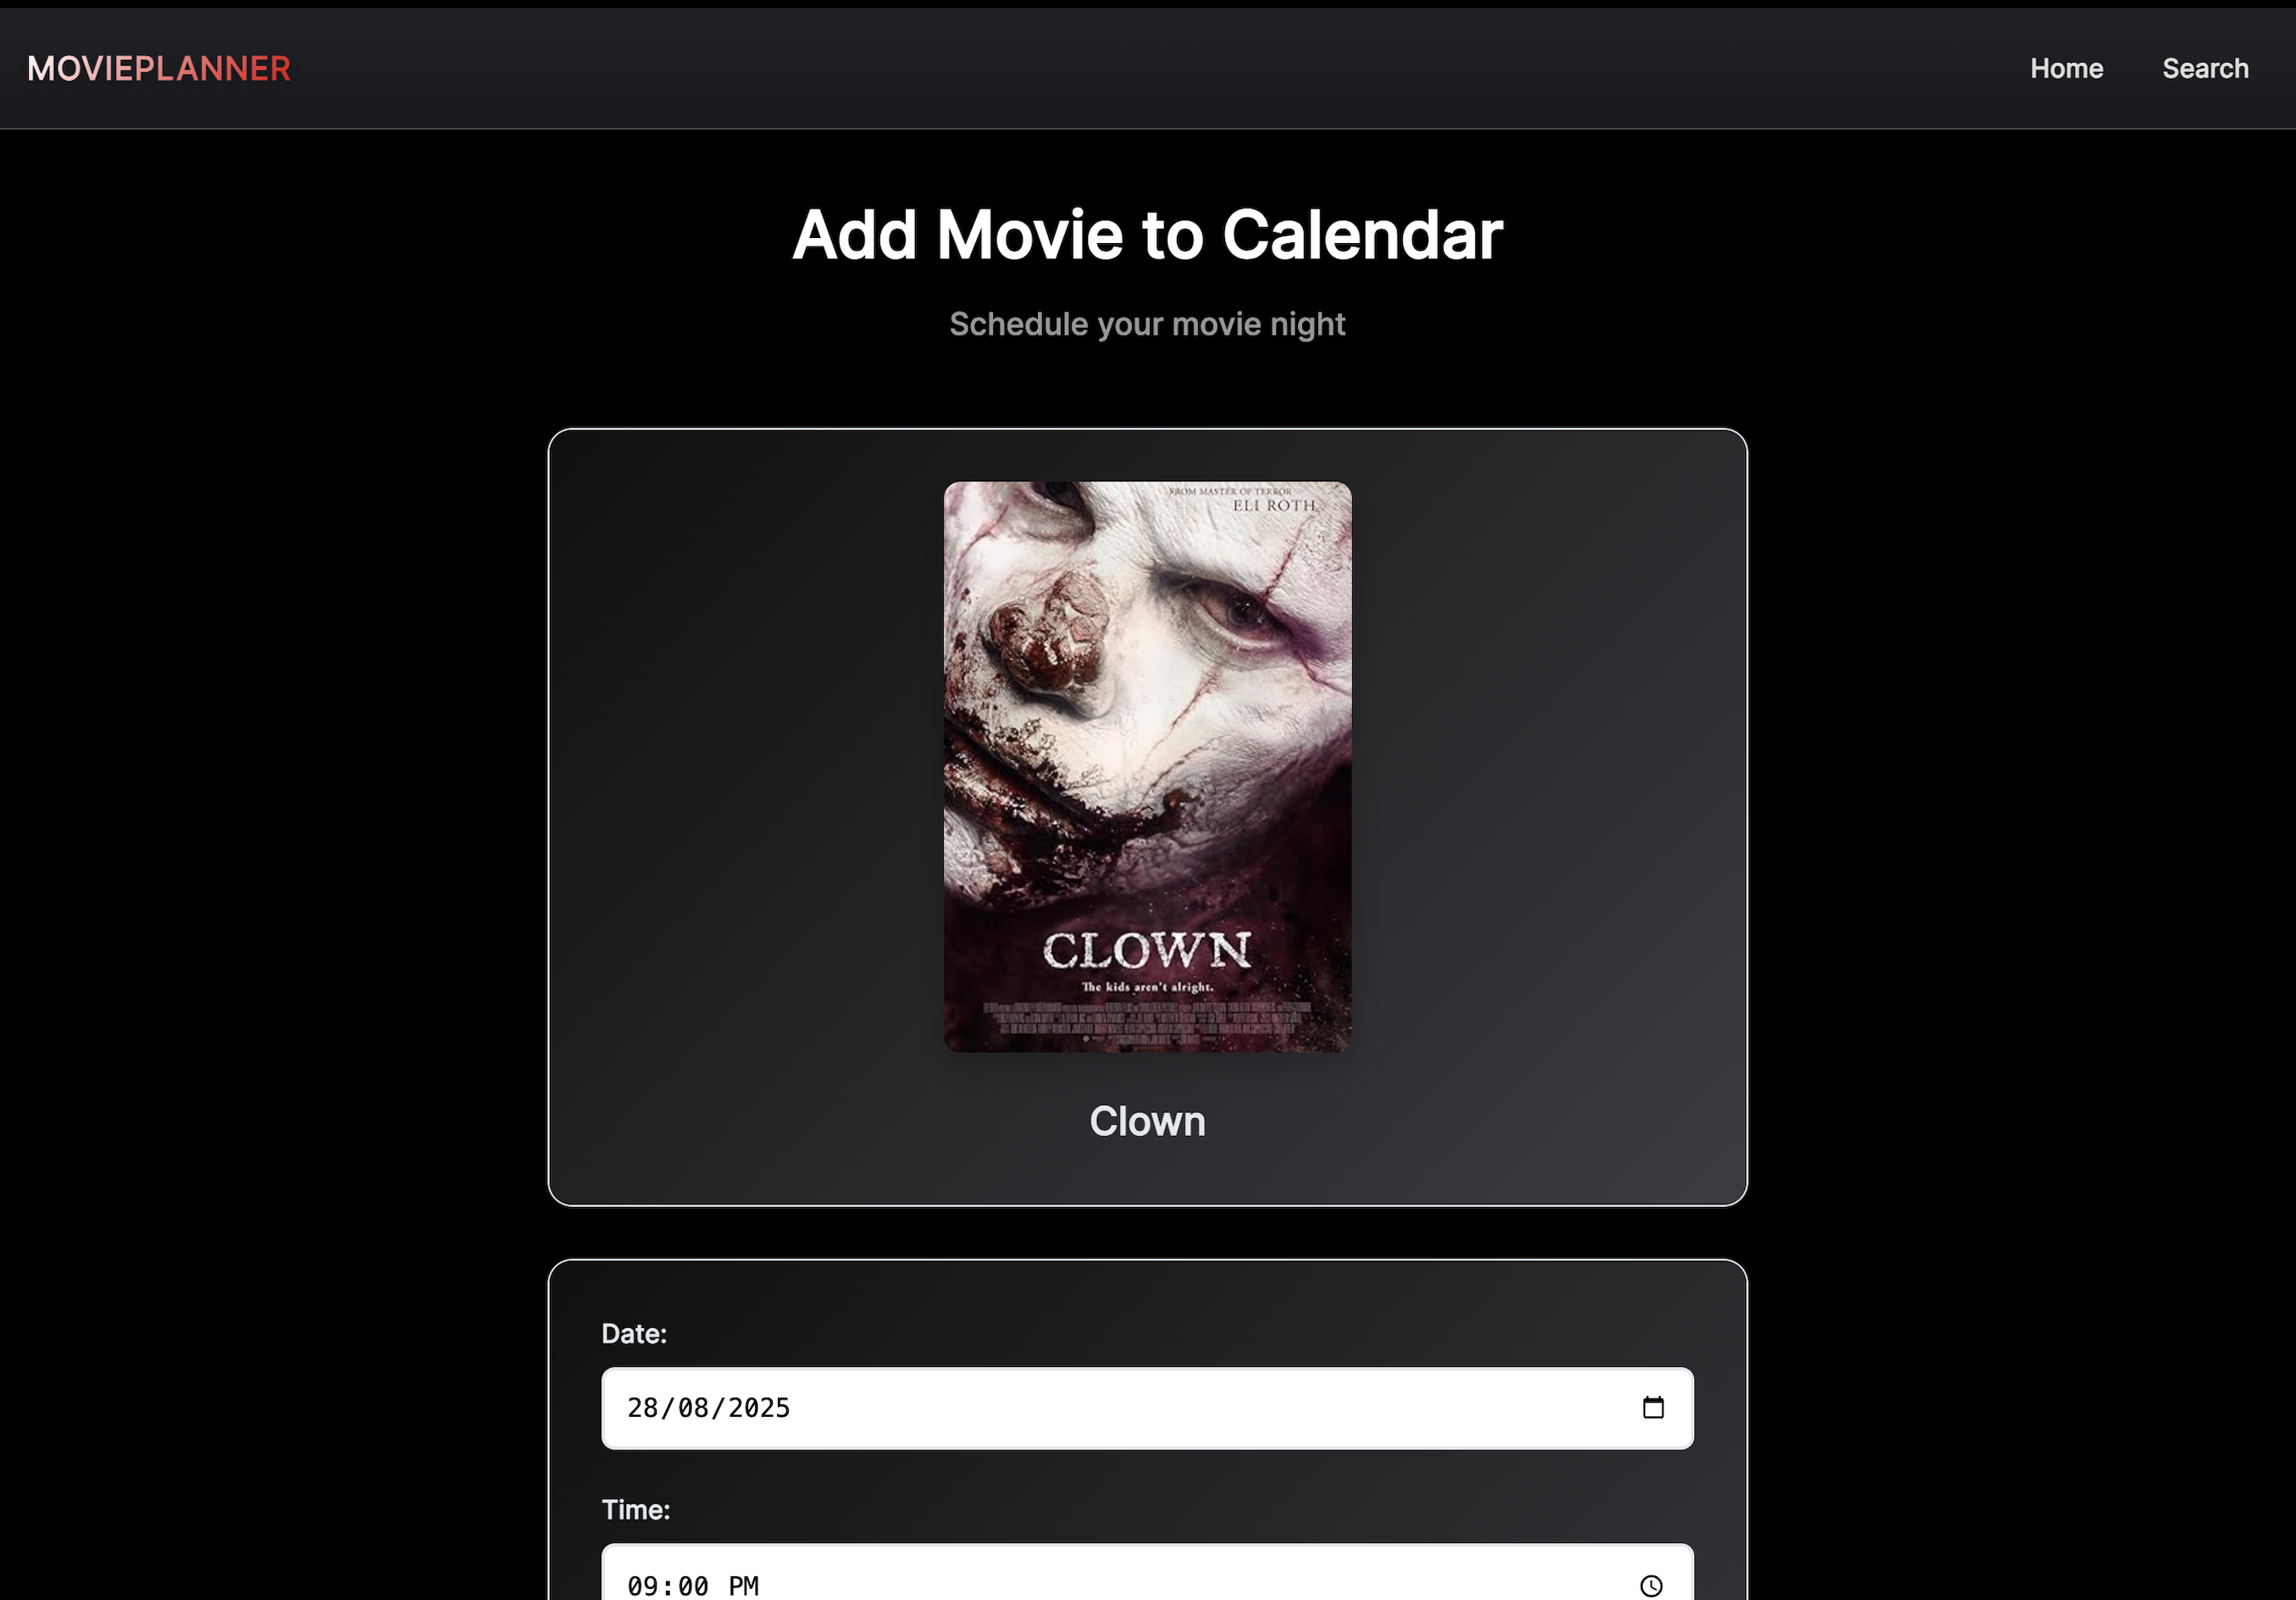 MOVIEPLANNER
Home
Search
Add Movie to Calendar
Schedule your movie night
FROM MASTER OF TERROR
ELI ROTH
CLOWN
The kids aren't alright.
Clown
Date:
28/08/2025
Time:
09:00 PM